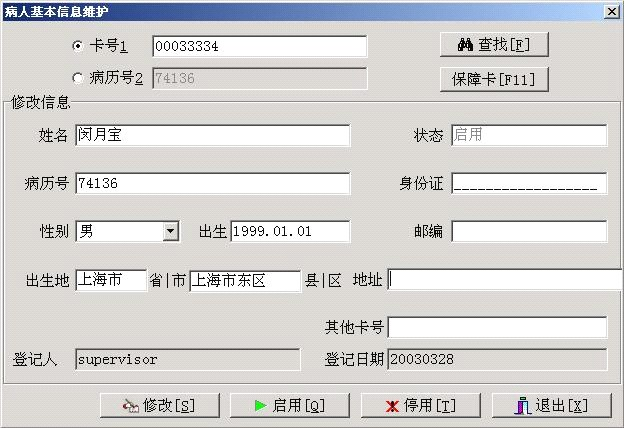 病人基本信息维护
卡号1 00033334 查找[F]
病历号2 74136 保障卡[F11]
修改信息
姓名 闵月宝 状态 启用
病历号 74136 身份证 __________________
性别 男 出生 1999.01.01 邮编
出生地 上海市 省|市 上海市东区 县|区 地址
其他卡号
登记人 supervisor 登记日期 20030328
修改[S] 启用[Q] 停用[T] 退出[X]